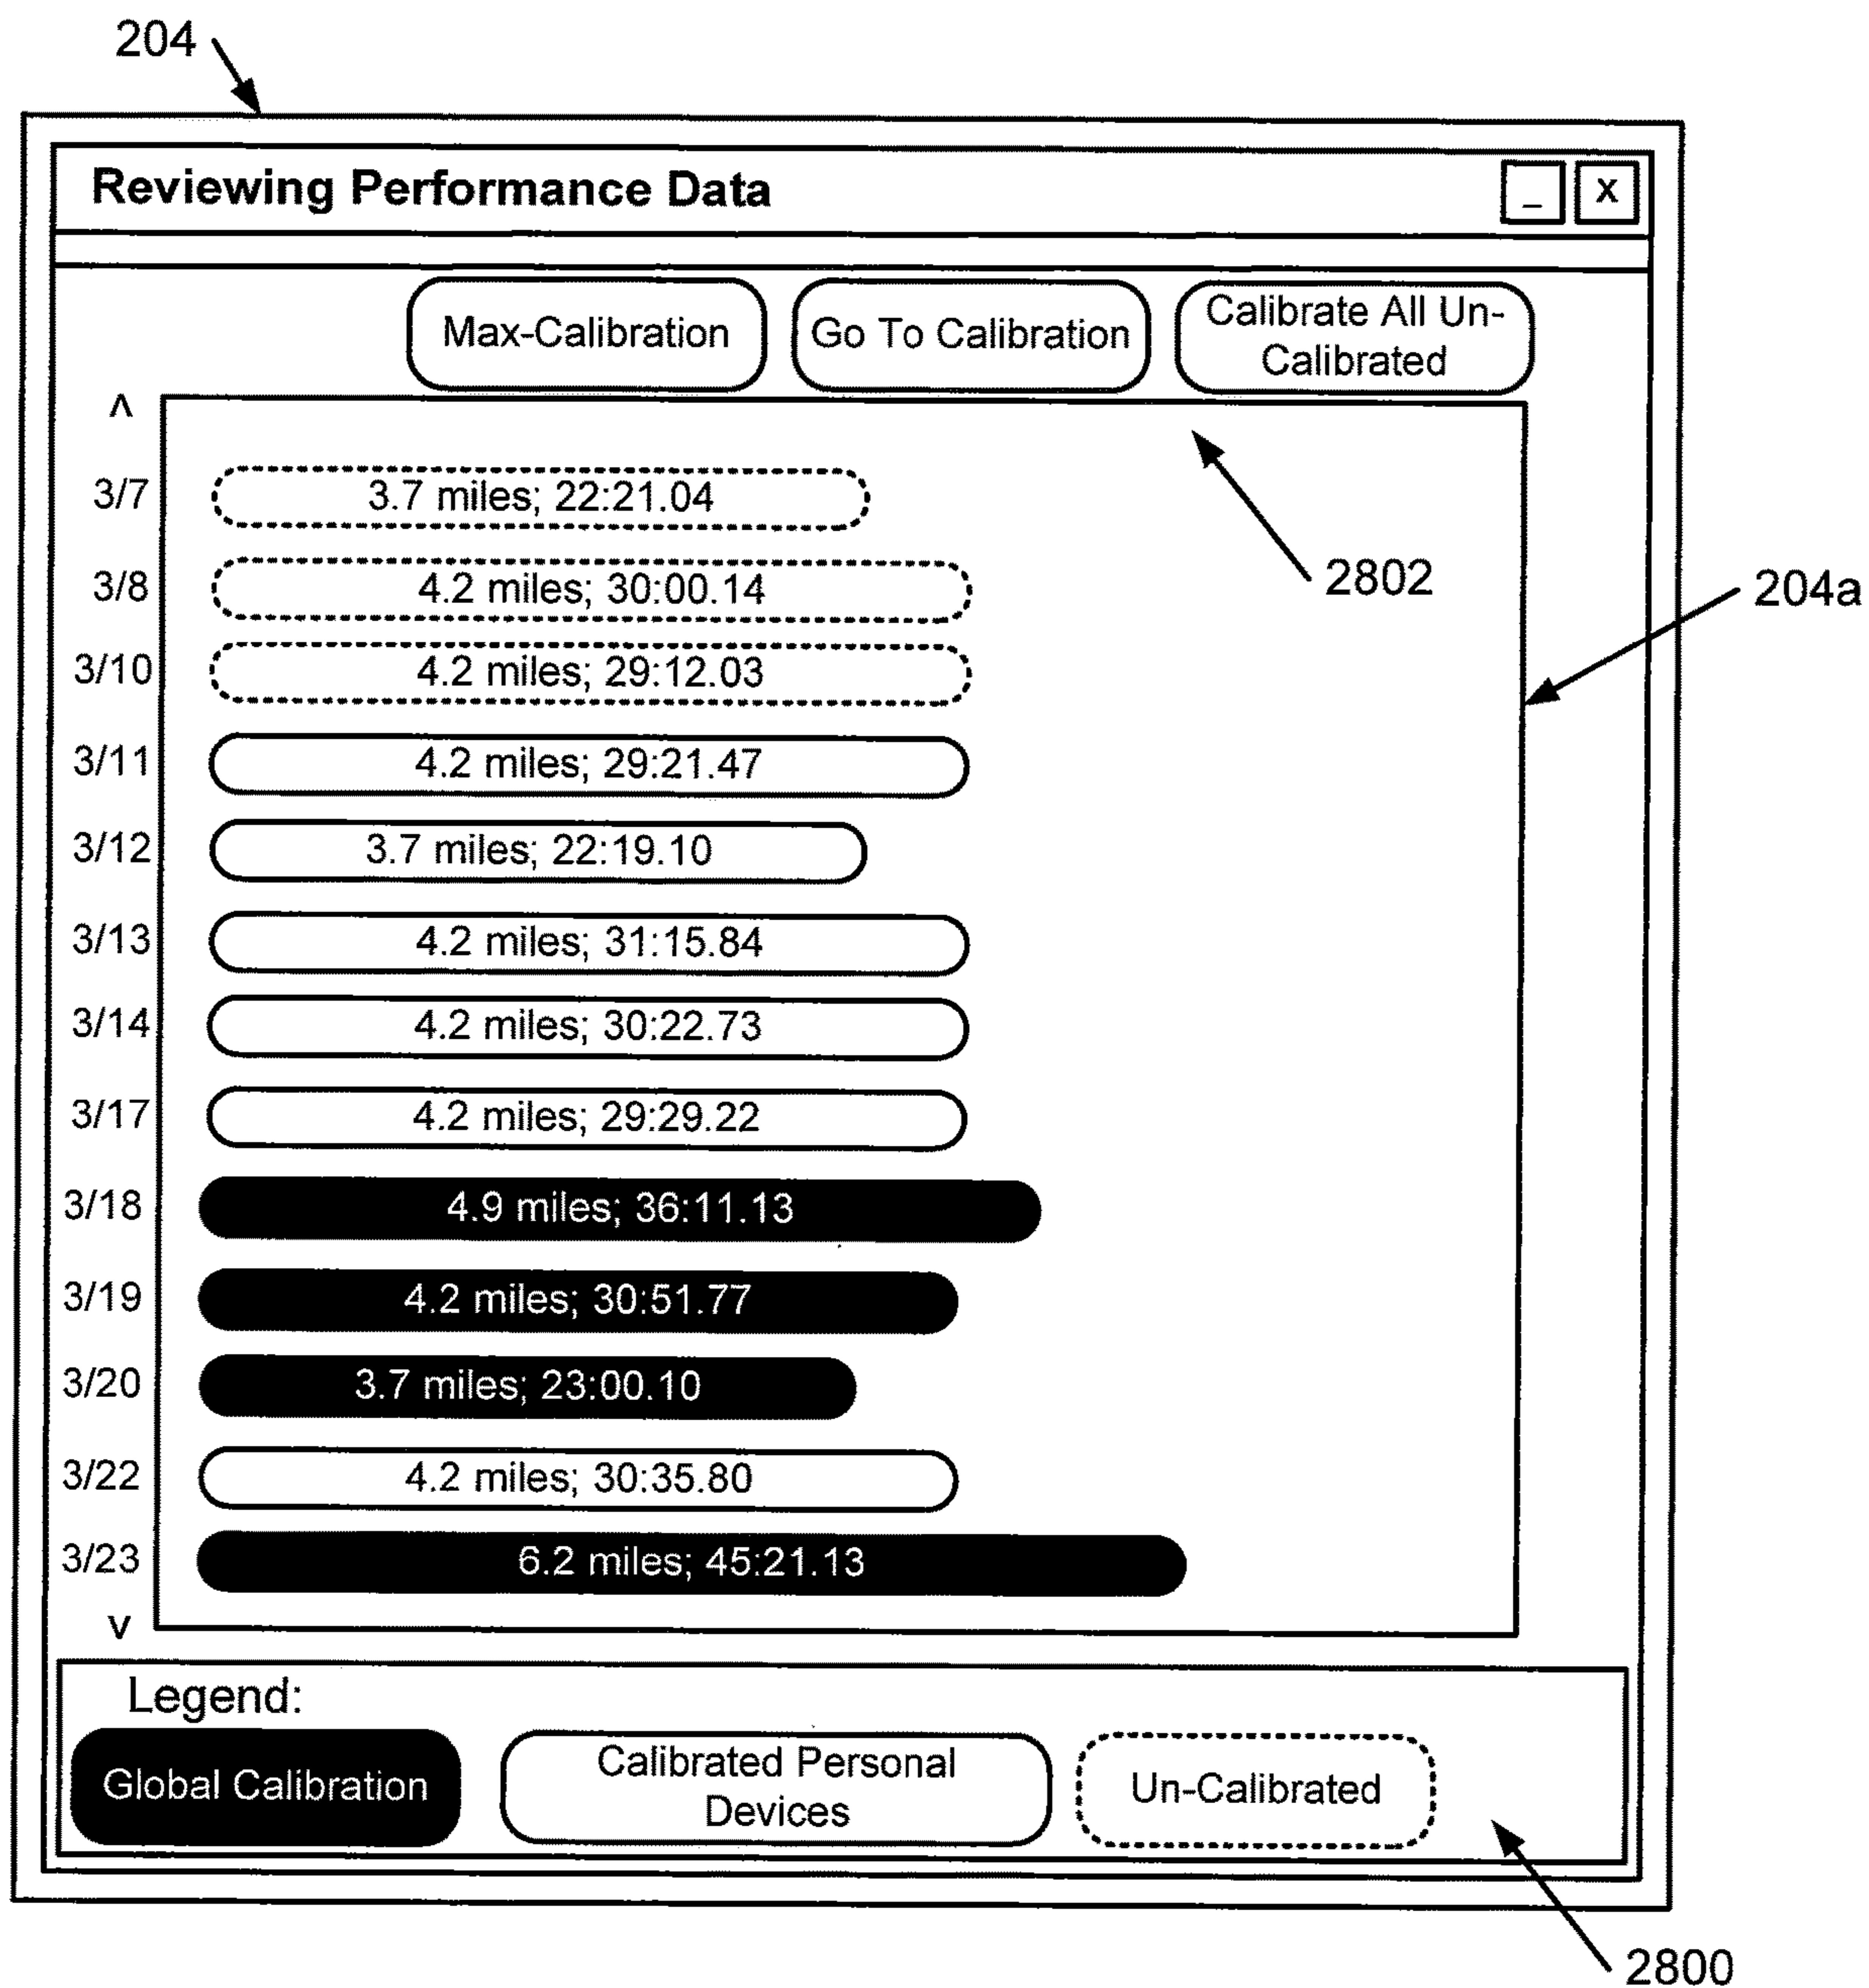 204
Reviewing Performance Data
_ X
Max-Calibration
Go To Calibration
Calibrate All Un-
Calibrated
^
3/7 3.7 miles; 22:21.04
3/8 4.2 miles; 30:00.14
2802
204a
3/10 4.2 miles; 29:12.03
3/11 4.2 miles; 29:21.47
3/12 3.7 miles; 22:19.10
3/13 4.2 miles; 31:15.84
3/14 4.2 miles; 30:22.73
3/17 4.2 miles; 29:29.22
3/18 4.9 miles; 36:11.13
3/19 4.2 miles; 30:51.77
3/20 3.7 miles; 23:00.10
3/22 4.2 miles; 30:35.80
3/23 6.2 miles; 45:21.13
v
Legend:
Global Calibration
Calibrated Personal
Devices
Un-Calibrated
2800